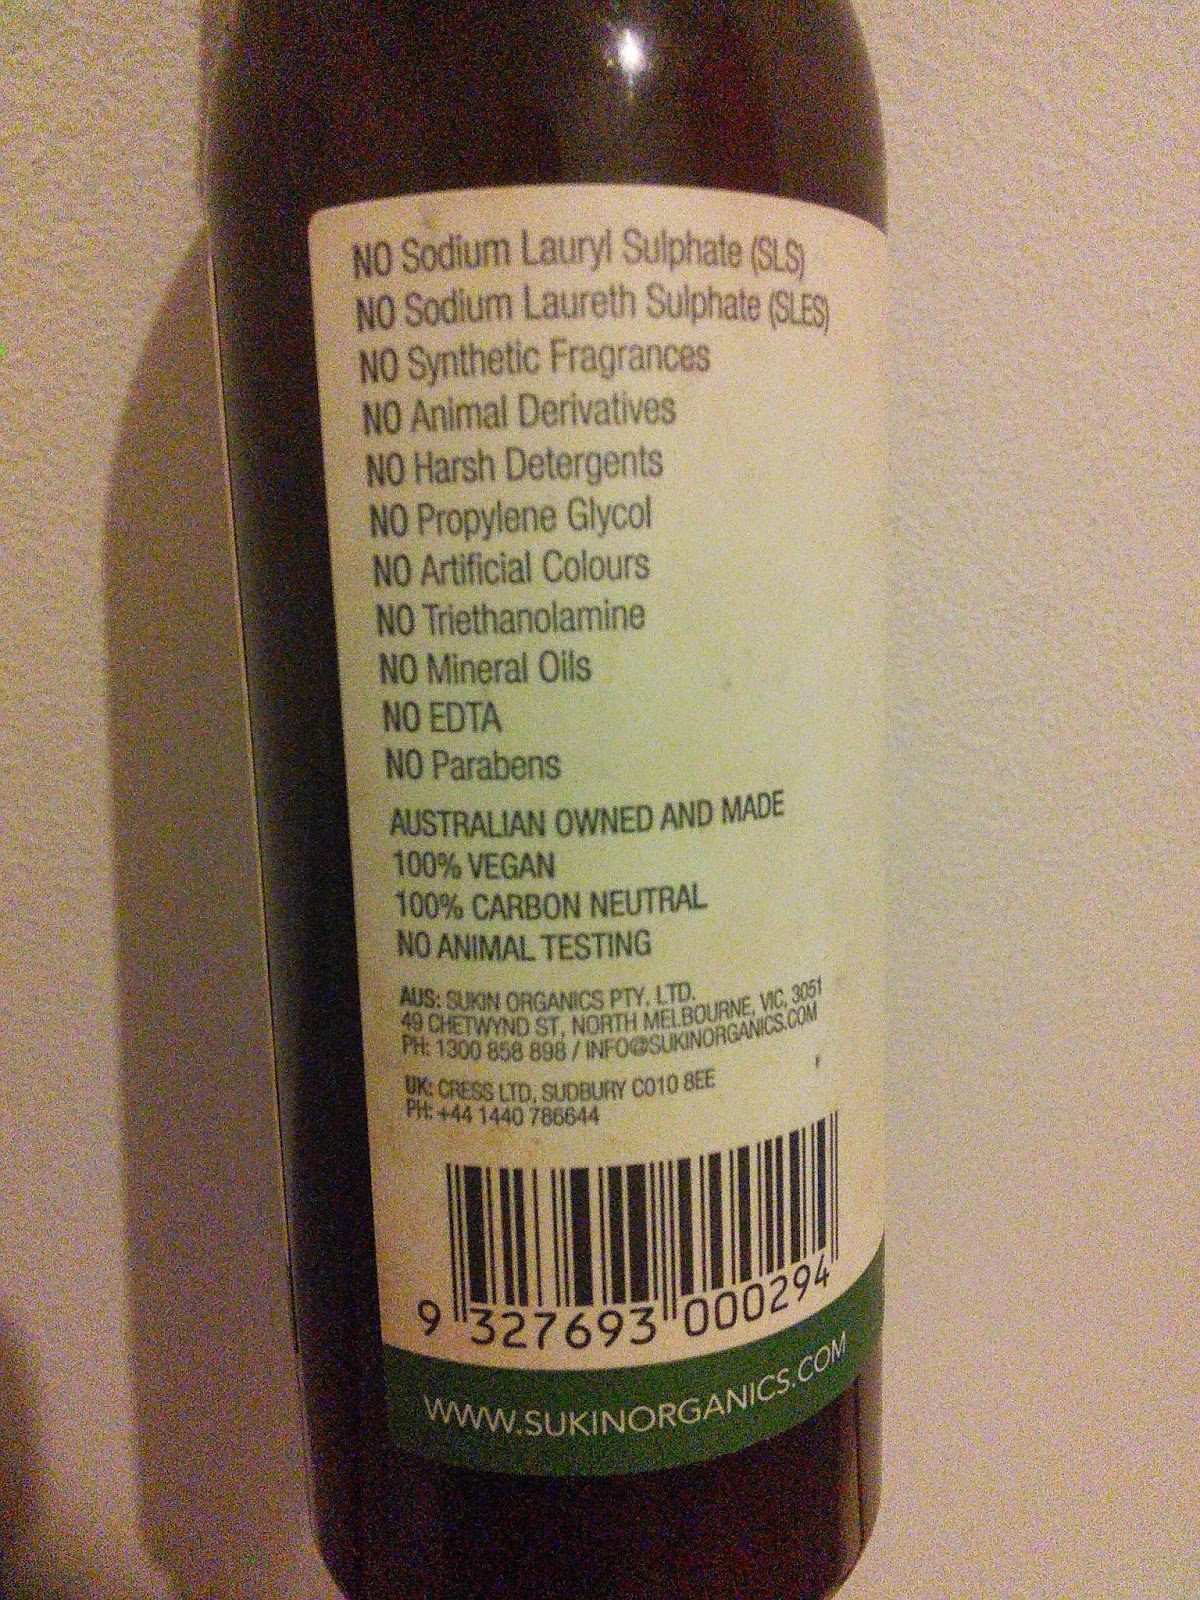 NO Sodium Lauryl Sulphate (SLS)
NO Sodium Laureth Sulphate (SLES)
NO Synthetic Fragrances
NO Animal Derivatives
NO Harsh Detergents
NO Propylene Glycol
NO Artificial Colours
NO Triethanolamine
NO Mineral Oils
NO EDTA
NO Parabens
AUSTRALIAN OWNED AND MADE
100% VEGAN
100% CARBON NEUTRAL
NO ANIMAL TESTING
AUS: SUKIN ORGANICS PTY. LTD.
49 CHETWYND ST, NORTH MELBOURNE, VIC, 3051
PH: 1300 858 898 / INFO@SUKINORGANICS.COM
UK: CRESS LTD, SUDBURY CO10 8EE
PH: +44 1440 786644
9 327693 000294
WWW.SUKINORGANICS.COM